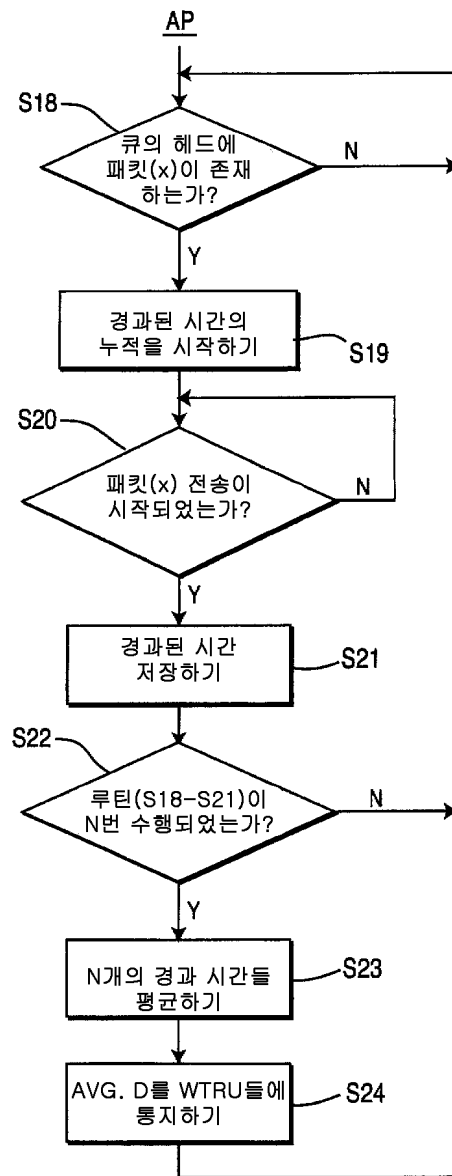 AP
S18
큐의 헤드에
패킷(x)이 존재
하는가?
N
Y
경과된 시간의
누적을 시작하기
S19
S20
패킷(x) 전송이
시작되었는가?
N
Y
경과된 시간
저장하기
S21
S22
루틴(S18-S21)이
N번 수행되었는가?
N
Y
N개의 경과 시간들
평균하기
S23
AVG. D를 WTRU들에
통지하기
S24